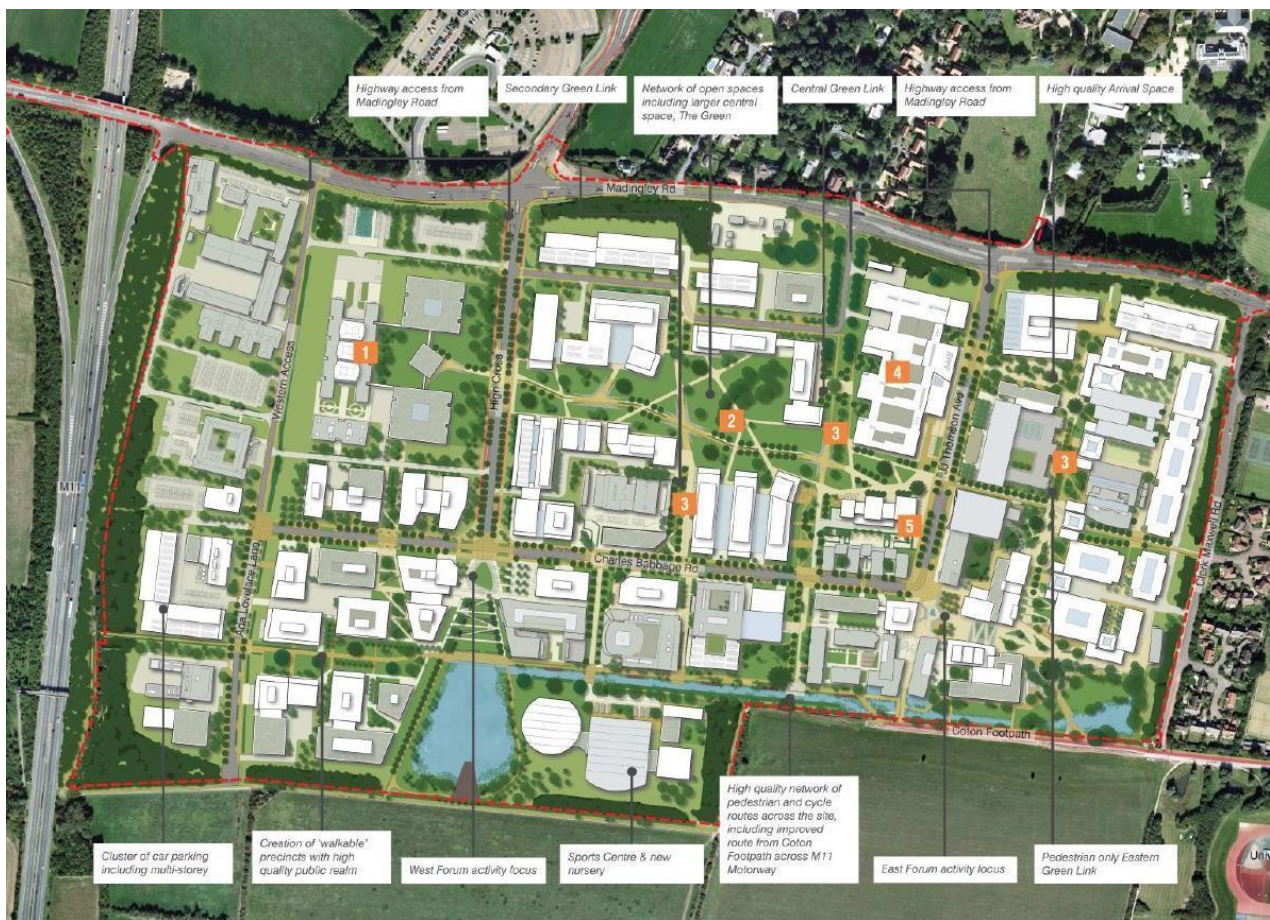 Highway access from
Madingley Road
Secondary Green Link
Network of open spaces
including larger central
space, The Green
Central Green Link
Highway access from
Madingley Road
High quality Arrival Space
Madingley Rd
Western Access
High Cross
JJ Thomson Ave
1
2
3
4
3
3
5
M11
Charles Babbage Rd
Ada Lovelace Lane
Clerk Maxwell Rd
Coton Footpath
Cluster of car parking
including multi-storey
Creation of 'walkable'
precincts with high
quality public realm
West Forum activity focus
Sports Centre & new
nursery
High quality network of
pedestrian and cycle
routes across the site,
including improved
route from Coton
Footpath across M11
Motorway
East Forum activity focus
Pedestrian only Eastern
Green Link